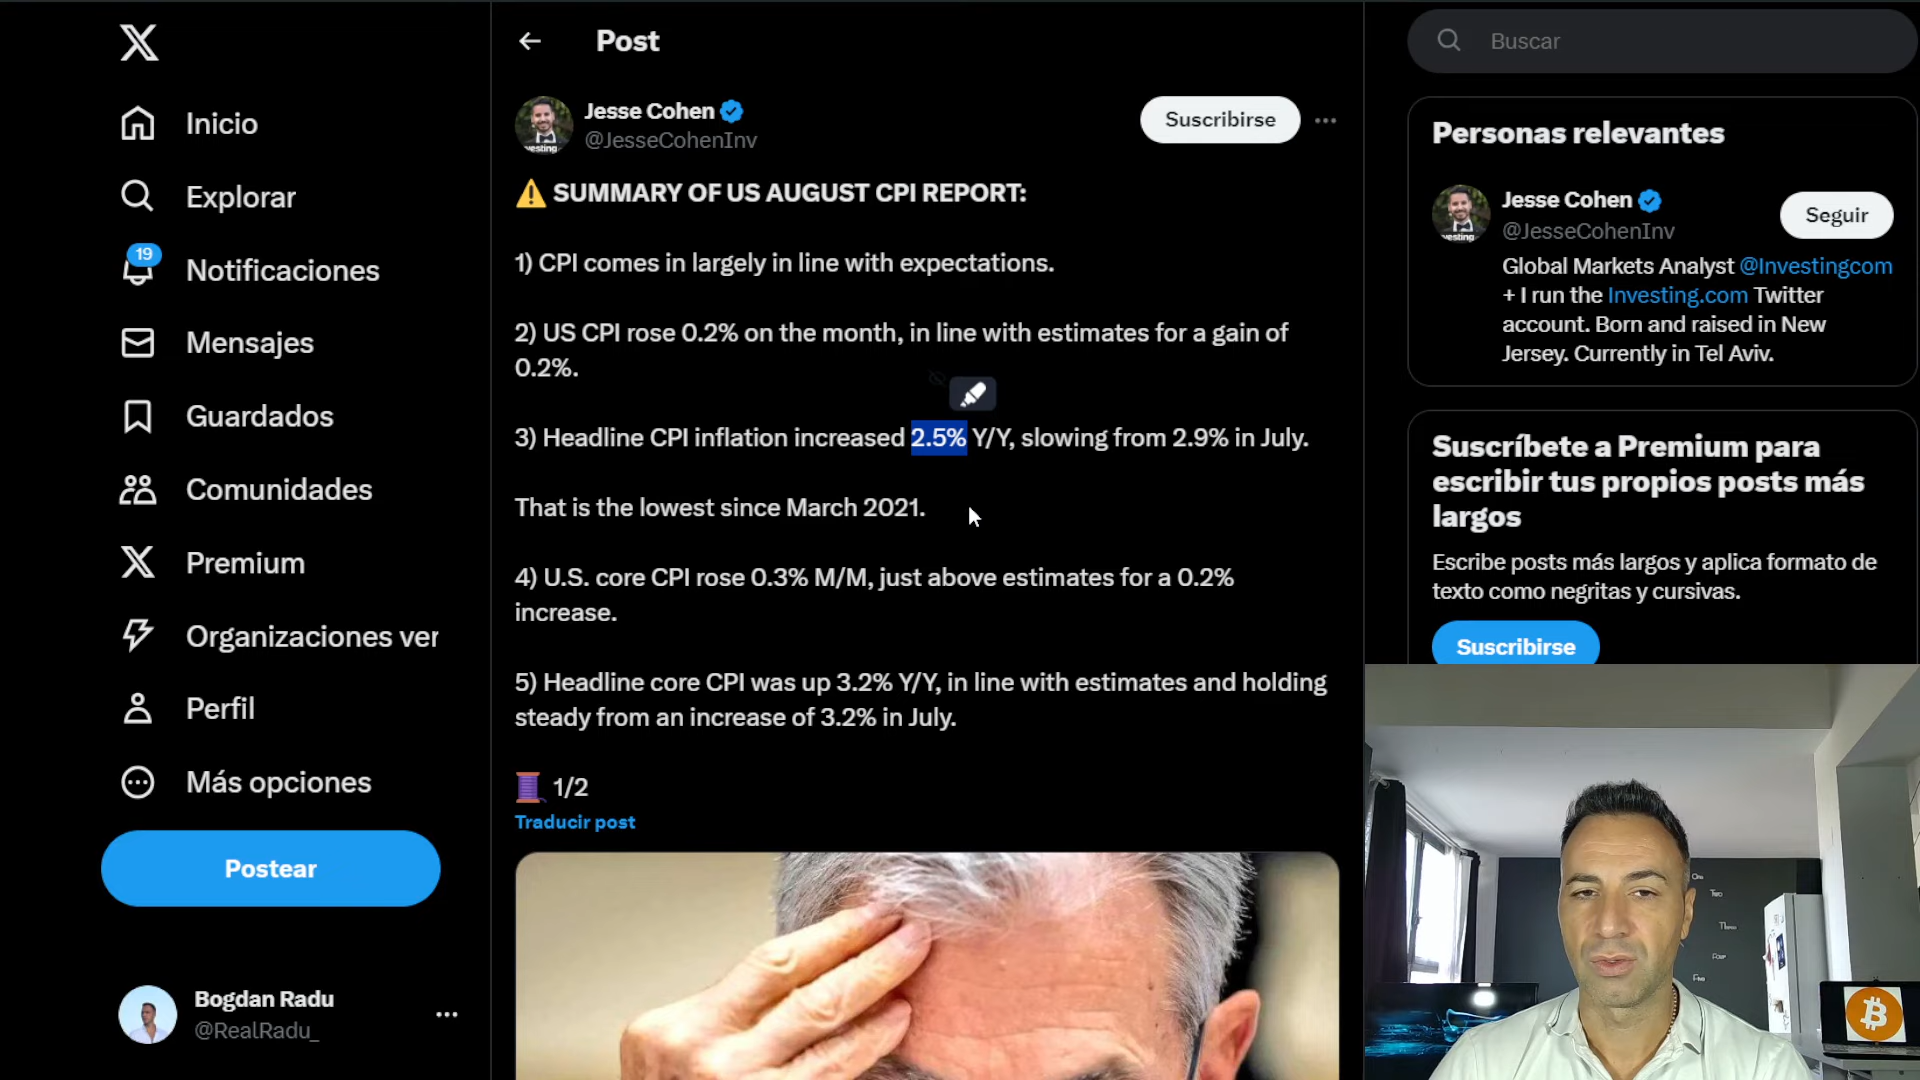 Inicio
Explorar
19
Notificaciones
Mensajes
Guardados
Comunidades
Premium
Organizaciones ver
Perfil
Más opciones
Postear
Bogdan Radu
@RealRadu_
Post
Jesse Cohen
@JesseCohenInv
Suscribirse
⚠️ SUMMARY OF US AUGUST CPI REPORT:
1) CPI comes in largely in line with expectations.
2) US CPI rose 0.2% on the month, in line with estimates for a gain of
0.2%.
3) Headline CPI inflation increased 2.5% Y/Y, slowing from 2.9% in July.
That is the lowest since March 2021.
4) U.S. core CPI rose 0.3% M/M, just above estimates for a 0.2%
increase.
5) Headline core CPI was up 3.2% Y/Y, in line with estimates and holding
steady from an increase of 3.2% in July.
🧵 1/2
Traducir post
Buscar
Personas relevantes
Jesse Cohen
@JesseCohenInv
Seguir
Global Markets Analyst @Investingcom
+ I run the Investing.com Twitter
account. Born and raised in New
Jersey. Currently in Tel Aviv.
Suscríbete a Premium para
escribir tus propios posts más
largos
Escribe posts más largos y aplica formato de
texto como negritas y cursivas.
Suscribirse